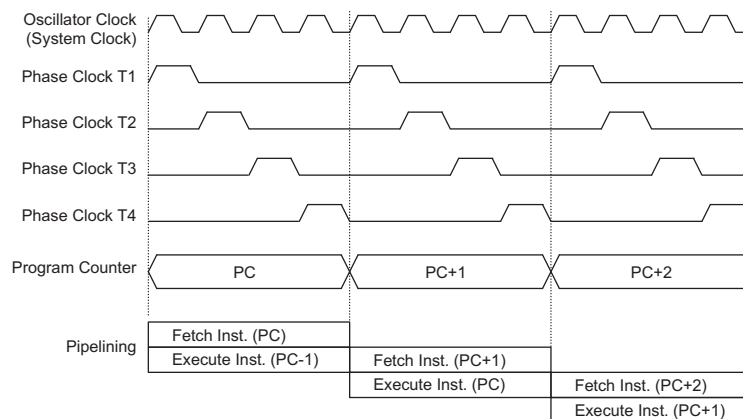 Oscillator Clock
(System Clock)
Phase Clock T1
Phase Clock T2
Phase Clock T3
Phase Clock T4
Program Counter
PC
PC+1
PC+2
Pipelining
Fetch Inst. (PC)
Execute Inst. (PC-1)
Fetch Inst. (PC+1)
Execute Inst. (PC)
Fetch Inst. (PC+2)
Execute Inst. (PC+1)